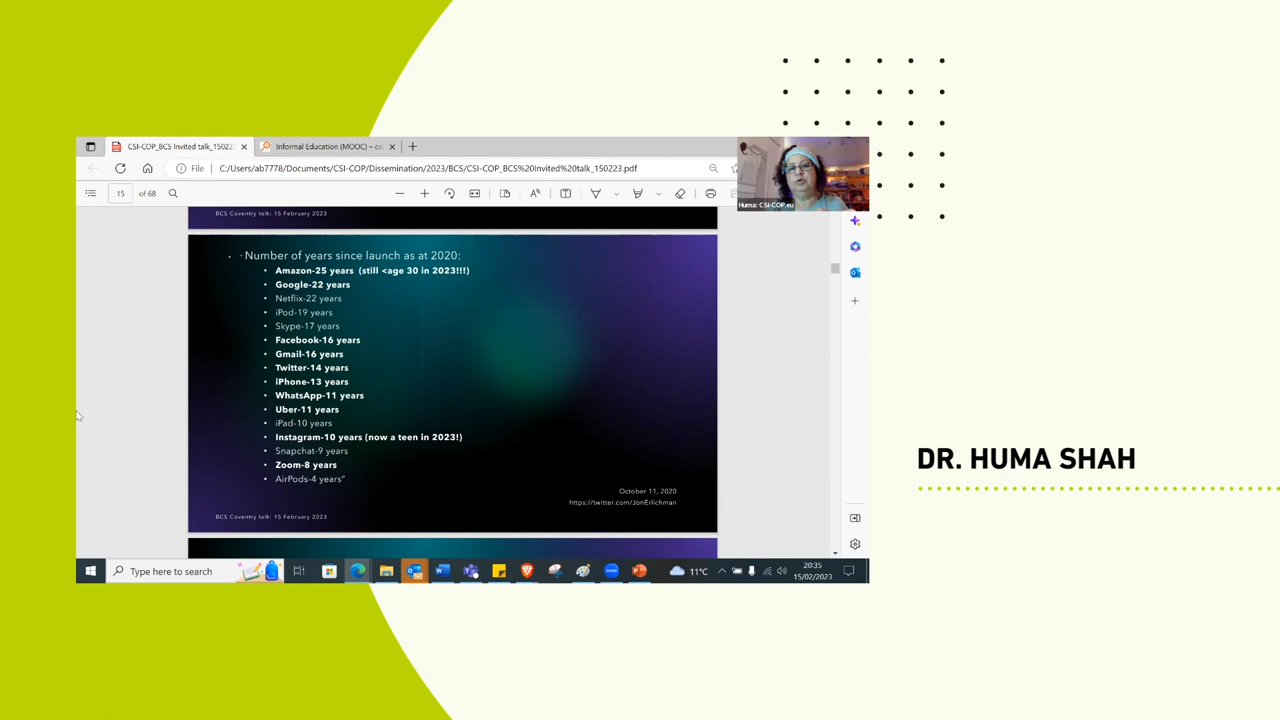 CSI-COP_BCS Invited talk_150223.
Informal Education (MOOC) – cs
File
C:/Users/ab7778/Documents/CSI-COP/Dissemination/2023/BCS/CSI-COP_BCS%20Invited%20talk_150223.pdf
15 of 68
Huma: CSI-COP.eu
BCS Coventry talk: 15 February 2023
Number of years since launch as at 2020:
Amazon-25 years (still <age 30 in 2023!!!)
Google-22 years
Netflix-22 years
iPod-19 years
Skype-17 years
Facebook-16 years
Gmail-16 years
Twitter-14 years
iPhone-13 years
WhatsApp-11 years
Uber-11 years
iPad-10 years
Instagram-10 years (now a teen in 2023!)
Snapchat-9 years
Zoom-8 years
AirPods-4 years"
October 11, 2020
https://twitter.com/JonErlichman
BCS Coventry talk: 15 February 2023
DR. HUMA SHAH
Type here to search
11°C
20:35
15/02/2023